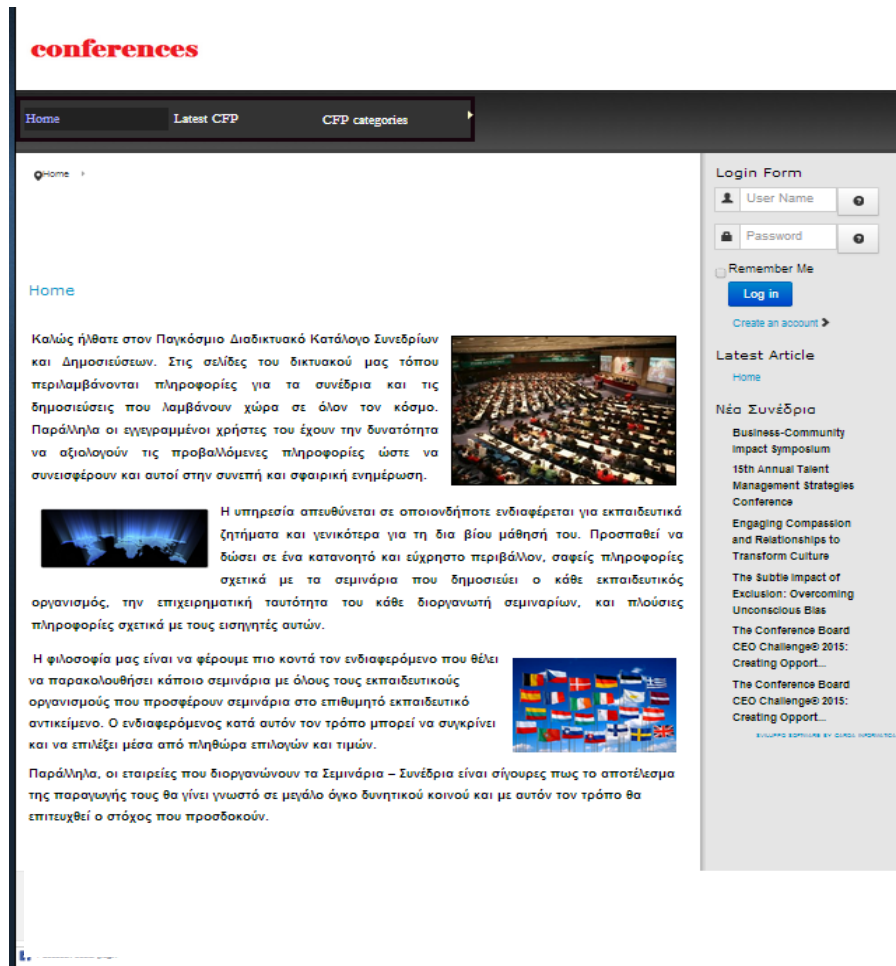 conferences
Home
Latest CFP
CFP categories
Home
Home
Καλώς ήλθατε στον Παγκόσμιο Διαδικτυακό Κατάλογο Συνεδρίων
και Δημοσιεύσεων. Στις σελίδες του δικτυακού μας τόπου
περιλαμβάνονται πληροφορίες για τα συνέδρια και τις
δημοσιεύσεις που λαμβάνουν χώρα σε όλον τον κόσμο.
Παράλληλα οι εγγεγραμμένοι χρήστες του έχουν την δυνατότητα
να αξιολογούν τις προβαλλόμενες πληροφορίες ώστε να
συνεισφέρουν και αυτοί στην συνεπή και σφαιρική ενημέρωση.
Η υπηρεσία απευθύνεται σε οποιονδήποτε ενδιαφέρεται για εκπαιδευτικά
ζητήματα και γενικότερα για τη δια βίου μάθησή του. Προσπαθεί να
δώσει σε ένα κατανοητό και εύχρηστο περιβάλλον, σαφείς πληροφορίες
σχετικά με τα σεμινάρια που δημοσιεύει ο κάθε εκπαιδευτικός
οργανισμός, την επιχειρηματική ταυτότητα του κάθε διοργανωτή σεμιναρίων, και πλούσιες
πληροφορίες σχετικά με τους εισηγητές αυτών.
Η φιλοσοφία μας είναι να φέρουμε πιο κοντά τον ενδιαφερόμενο που θέλει
να παρακολουθήσει κάποιο σεμινάρια με όλους τους εκπαιδευτικούς
οργανισμούς που προσφέρουν σεμινάρια στο επιθυμητό εκπαιδευτικό
αντικείμενο. Ο ενδιαφερόμενος κατά αυτόν τον τρόπο μπορεί να συγκρίνει
και να επιλέξει μέσα από πληθώρα επιλογών και τιμών.
Παράλληλα, οι εταιρείες που διοργανώνουν τα Σεμινάρια – Συνέδρια είναι σίγουρες πως το αποτέλεσμα
της παραγωγής τους θα γίνει γνωστό σε μεγάλο όγκο δυνητικού κοινού και με αυτόν τον τρόπο θα
επιτευχθεί ο στόχος που προσδοκούν.
Login Form
User Name
Password
Remember Me
Log in
Create an account
Latest Article
Home
Νέα Συνέδρια
Business-Community
Impact Symposium
15th Annual Talent
Management Strategies
Conference
Engaging Compassion
and Relationships to
Transform Culture
The Subtle Impact of
Exclusion: Overcoming
Unconscious Bias
The Conference Board
CEO Challenge® 2015:
Creating Opport...
The Conference Board
CEO Challenge® 2015:
Creating Opport...
SVILUPPO SOFTWARE BY GARDA INFORMATICA